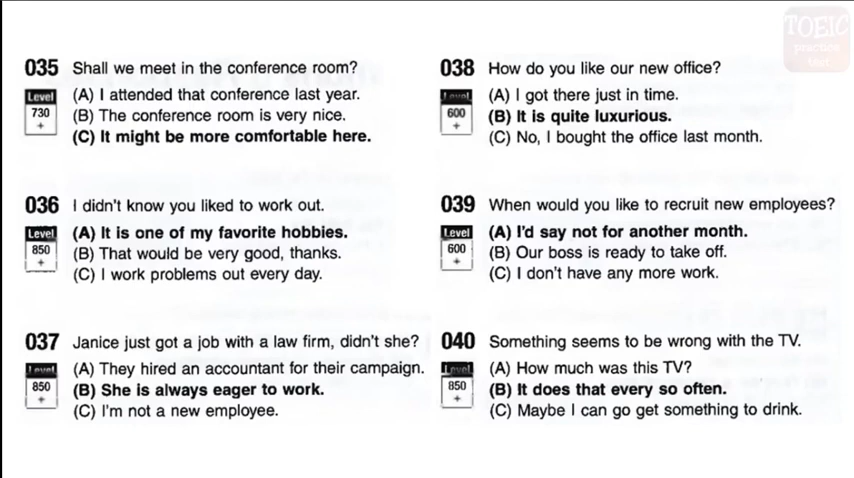 TOEIC
practice
test
035 Shall we meet in the conference room?
Level
730
+
(A) I attended that conference last year.
(B) The conference room is very nice.
(C) It might be more comfortable here.
036 I didn't know you liked to work out.
Level
850
+
(A) It is one of my favorite hobbies.
(B) That would be very good, thanks.
(C) I work problems out every day.
037 Janice just got a job with a law firm, didn't she?
Level
850
+
(A) They hired an accountant for their campaign.
(B) She is always eager to work.
(C) I'm not a new employee.
038 How do you like our new office?
Level
600
+
(A) I got there just in time.
(B) It is quite luxurious.
(C) No, I bought the office last month.
039 When would you like to recruit new employees?
Level
600
+
(A) I'd say not for another month.
(B) Our boss is ready to take off.
(C) I don't have any more work.
040 Something seems to be wrong with the TV.
Level
850
+
(A) How much was this TV?
(B) It does that every so often.
(C) Maybe I can go get something to drink.